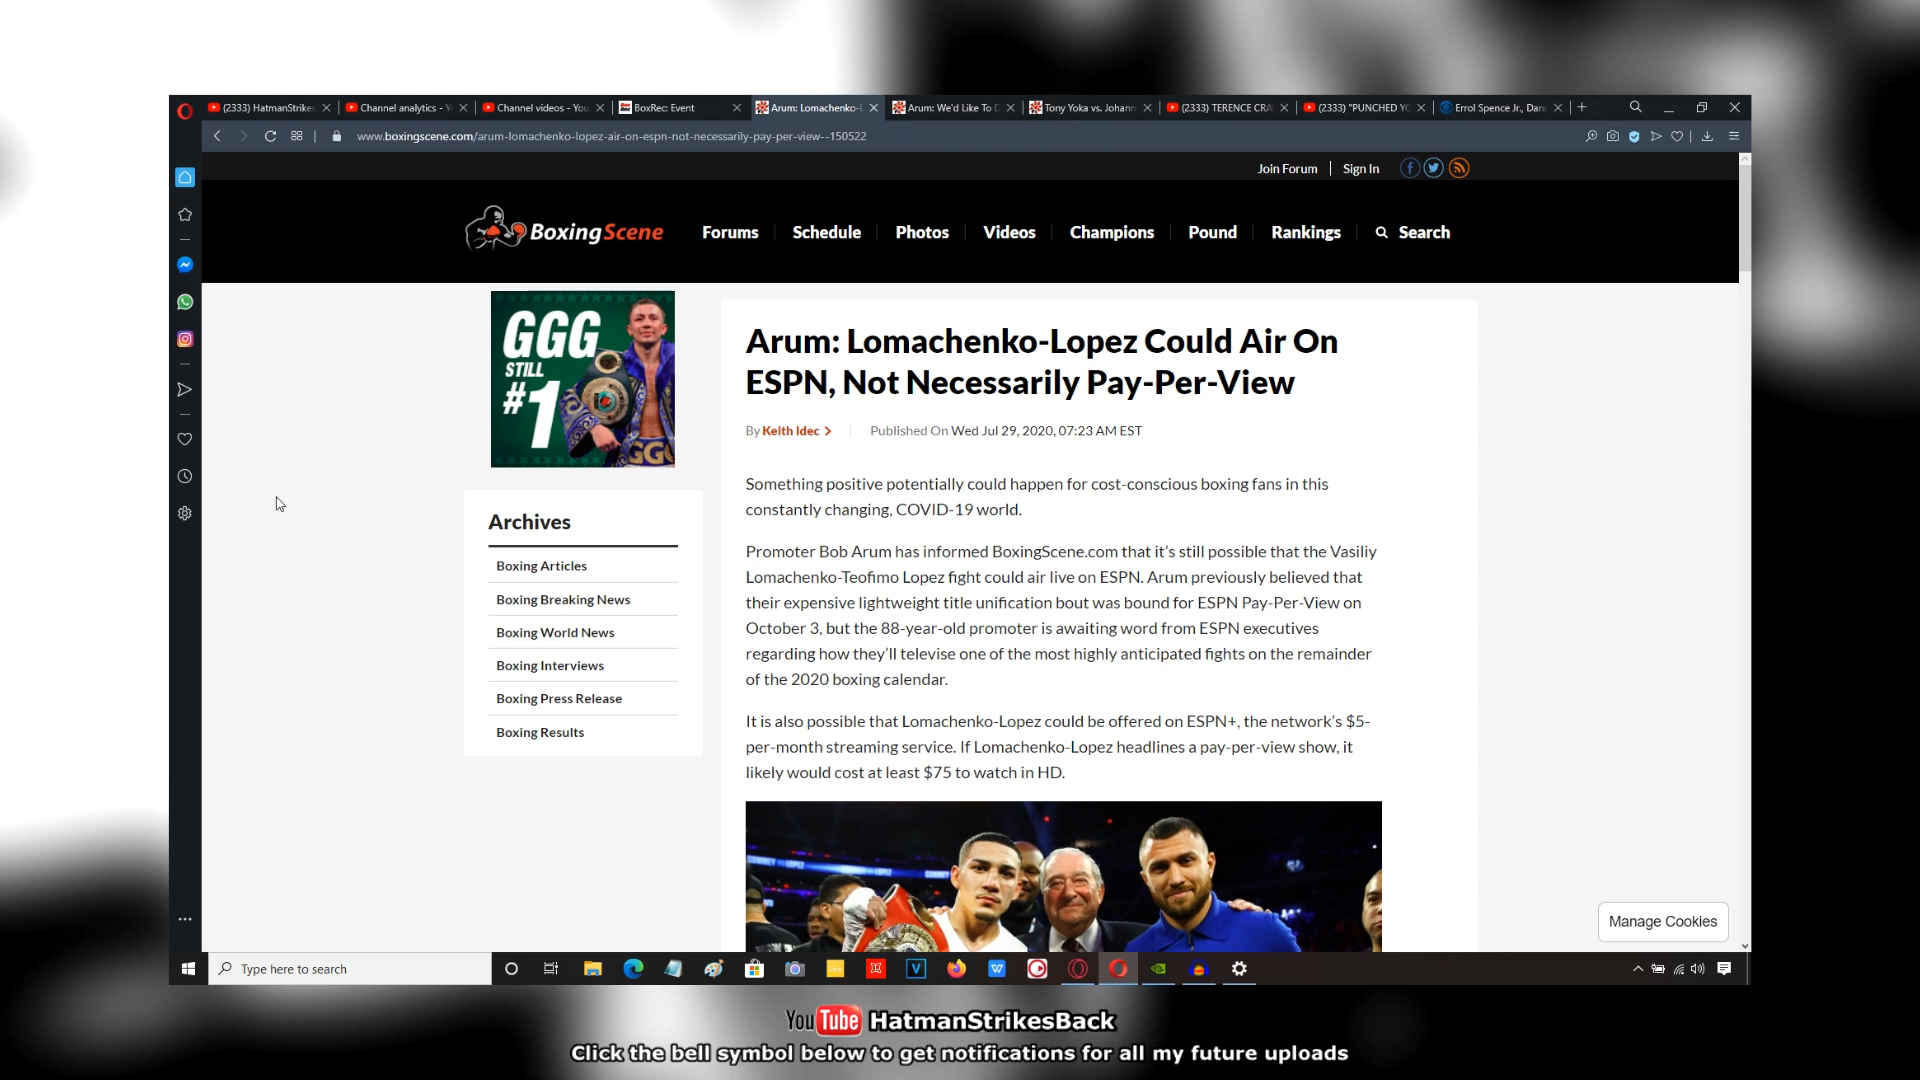 (2333) HatmanStrikes
Channel analytics - Y
Channel videos - You
BoxRec: Event
Arum: Lomachenko-L
Arum: We'd Like To D
Tony Yoka vs. Johann
(2333) TERENCE CRA
(2333) "PUNCHED YO
Errol Spence Jr., Dan
www.boxingscene.com/arum-lomachenko-lopez-air-on-espn-not-necessarily-pay-per-view--150522
Join Forum
Sign In
BoxingScene
Forums
Schedule
Photos
Videos
Champions
Pound
Rankings
Search
GGG
STILL
#1
GGG
Arum: Lomachenko-Lopez Could Air On
ESPN, Not Necessarily Pay-Per-View
By Keith Idec >
Published On Wed Jul 29, 2020, 07:23 AM EST
Something positive potentially could happen for cost-conscious boxing fans in this
constantly changing, COVID-19 world.
Promoter Bob Arum has informed BoxingScene.com that it's still possible that the Vasiliy
Lomachenko-Teofimo Lopez fight could air live on ESPN. Arum previously believed that
their expensive lightweight title unification bout was bound for ESPN Pay-Per-View on
October 3, but the 88-year-old promoter is awaiting word from ESPN executives
regarding how they'll televise one of the most highly anticipated fights on the remainder
of the 2020 boxing calendar.
It is also possible that Lomachenko-Lopez could be offered on ESPN+, the network's $5-
per-month streaming service. If Lomachenko-Lopez headlines a pay-per-view show, it
likely would cost at least $75 to watch in HD.
Archives
Boxing Articles
Boxing Breaking News
Boxing World News
Boxing Interviews
Boxing Press Release
Boxing Results
Manage Cookies
Type here to search
YouTube HatmanStrikesBack
Click the bell symbol below to get notifications for all my future uploads